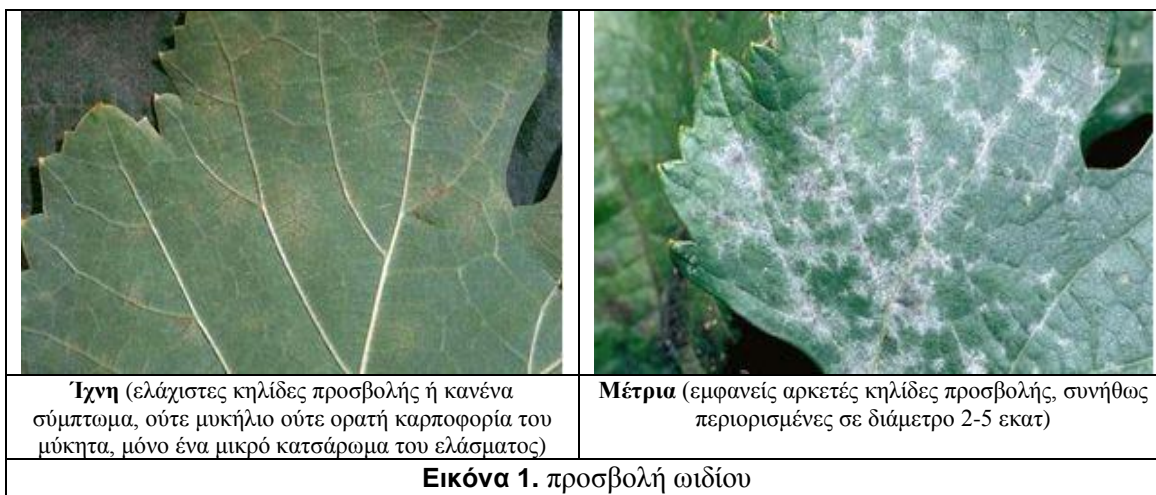 Ίχνη (ελάχιστες κηλίδες προσβολής ή κανένα
σύμπτωμα, ούτε μυκήλιο ούτε ορατή καρποφορία του
μύκητα, μόνο ένα μικρό κατσάρωμα του ελάσματος)
Μέτρια (εμφανείς αρκετές κηλίδες προσβολής, συνήθως
περιορισμένες σε διάμετρο 2-5 εκατ)
Εικόνα 1. προσβολή ωιδίου